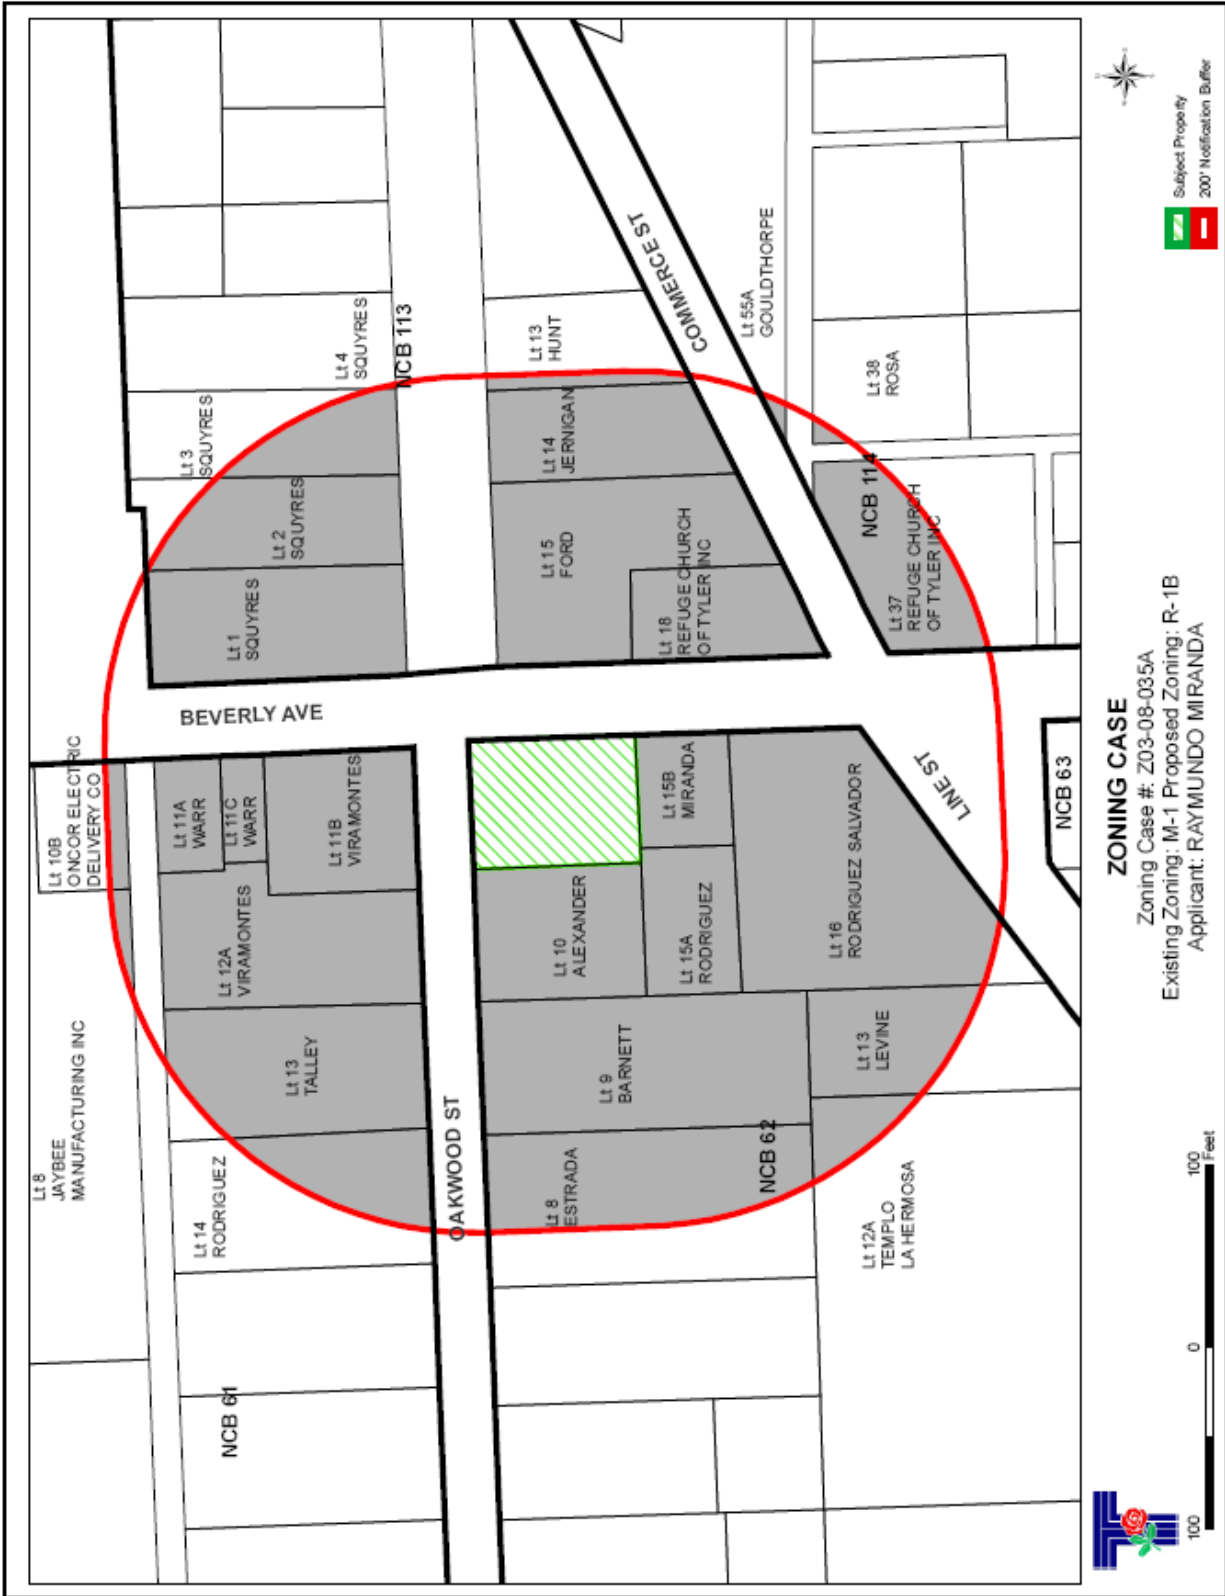 Lt 8
JAYBEE
MANUFACTURING INC
Lt 10B
ONCOR ELECTRIC
DELIVERY CO
Lt 14
RODRIGUEZ
NCB 61
Lt 13
TALLEY
Lt 12A
VIRAMONTES
Lt 11A
WARR
Lt 11C
WARR
Lt 11B
VIRAMONTES
BEVERLY AVE
Lt 1
SQUYRES
Lt 2
SQUYRES
Lt 3
SQUYRES
Lt 4
SQUYRES
NCB 113
OAKWOOD ST
Lt 8
ESTRADA
Lt 9
BARNETT
Lt 10
ALEXANDER
Lt 15A
RODRIGUEZ
Lt 15B
MIRANDA
Lt 15
FORD
Lt 14
JERNIGAN
Lt 13
HUNT
Lt 18
REFUGE CHURCH
OF TYLER INC
COMMERCE ST
Lt 55A
GOULDTHORPE
NCB 62
Lt 12A
TEMPLO
LA HERMOSA
Lt 13
LEVINE
Lt 16
RODRIGUEZ SALVADOR
LINE ST
NCB 114
Lt 37
REFUGE CHURCH
OF TYLER INC
Lt 38
ROSA
NCB 63
ZONING CASE
Zoning Case #: Z03-08-035A
Existing Zoning: M-1 Proposed Zoning: R-1B
Applicant: RAYMUNDO MIRANDA
100 0 100
Feet
Subject Property
200' Notification Buffer